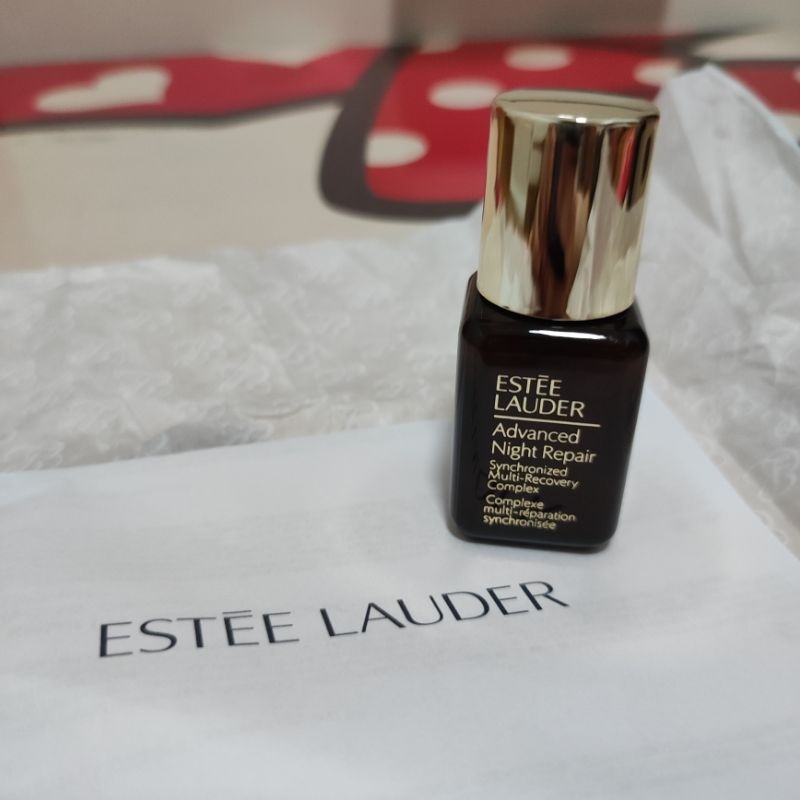 ESTĒE
LAUDER
Advanced
Night Repair
Synchronized
Multi-Recovery
Complex
Complexe
multi-réparation
synchronisée
ESTĒE LAUDER